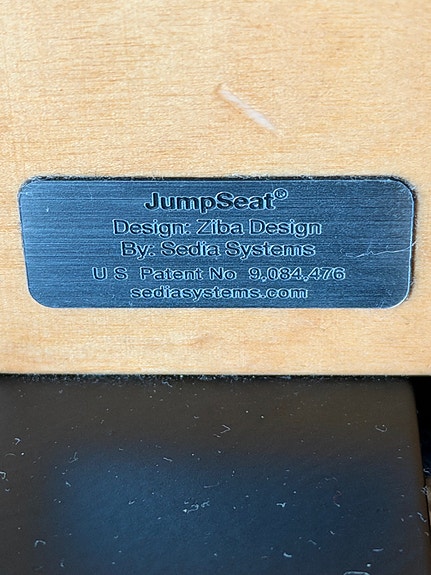 JumpSeat®
Design: Ziba Design
By: Sedia Systems
U S Patent No 9,084,476
sediasystems.com